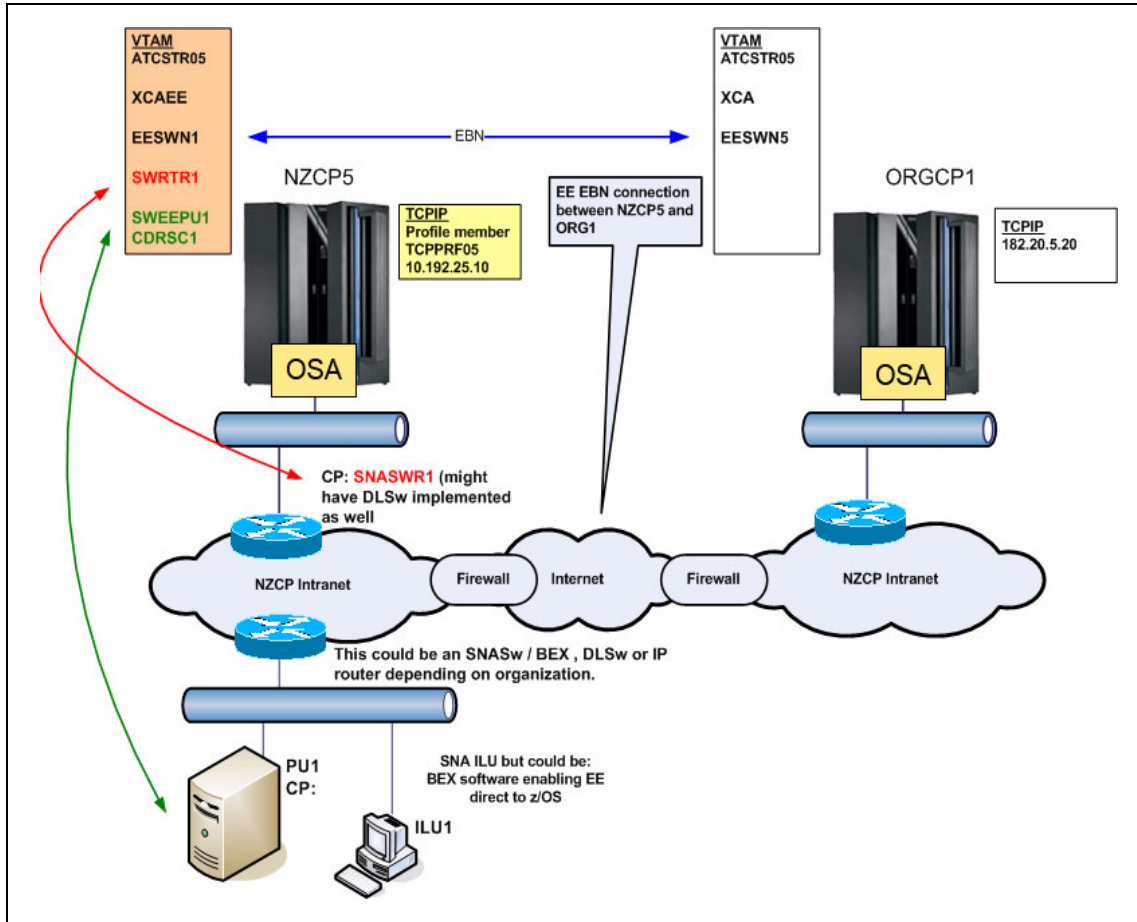 VTAM
ATCSTR05
XCAEE
EESWN1
SWRTR1
SWEEPU1
CDRSC1
EBN
VTAM
ATCSTR05
XCA
EESWN5
NZCP5
ORGCP1
TCPIP
Profile member
TCPPRF05
10.192.25.10
EE EBN connection
between NZCP5 and
ORG1
TCPIP
182.20.5.20
OSA
OSA
CP: SNASWR1 (might
have DLSw implemented
as well
NZCP Intranet
Firewall
Internet
Firewall
NZCP Intranet
This could be an SNASw / BEX , DLSw or IP
router depending on organization.
PU1
CP:
SNA ILU but could be:
BEX software enabling EE
direct to z/OS
ILU1